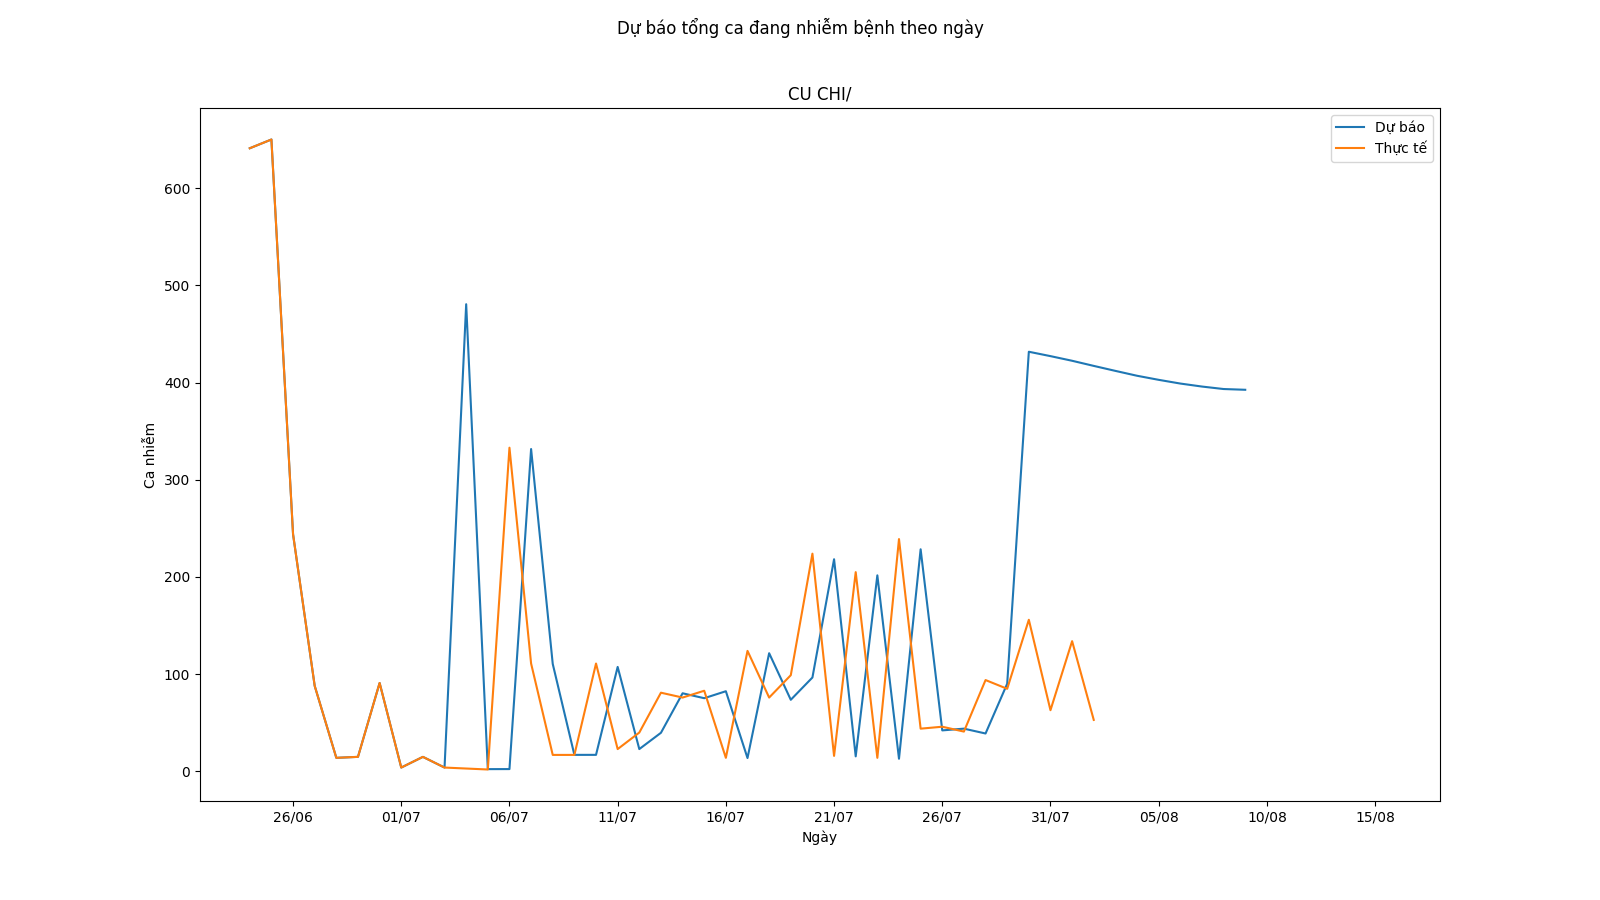 Dự báo tổng ca đang nhiễm bệnh theo ngày
CU CHI/
Dự báo
Thực tế
600
500
400
300
200
100
0
Ca nhiễm
26/06 01/07 06/07 11/07 16/07 21/07 26/07 31/07 05/08 10/08 15/08
Ngày